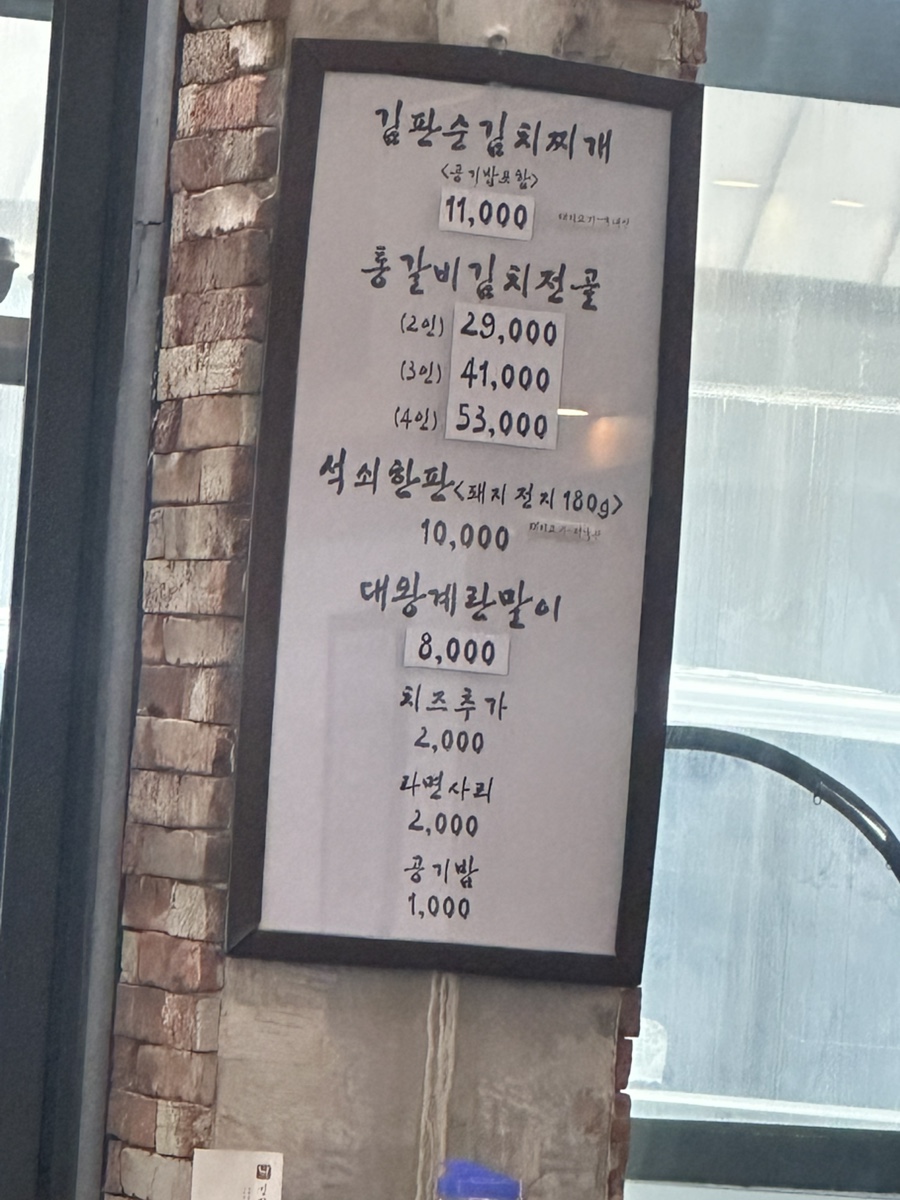 김판순김치찌개
<공기밥포함>
11,000
통갈비김치전골
(2인) 29,000
(3인) 41,000
(4인) 53,000
석쇠한판<돼지 전지 180g>
10,000
대왕계란말이
8,000
치즈추가
2,000
라면사리
2,000
공기밥
1,000